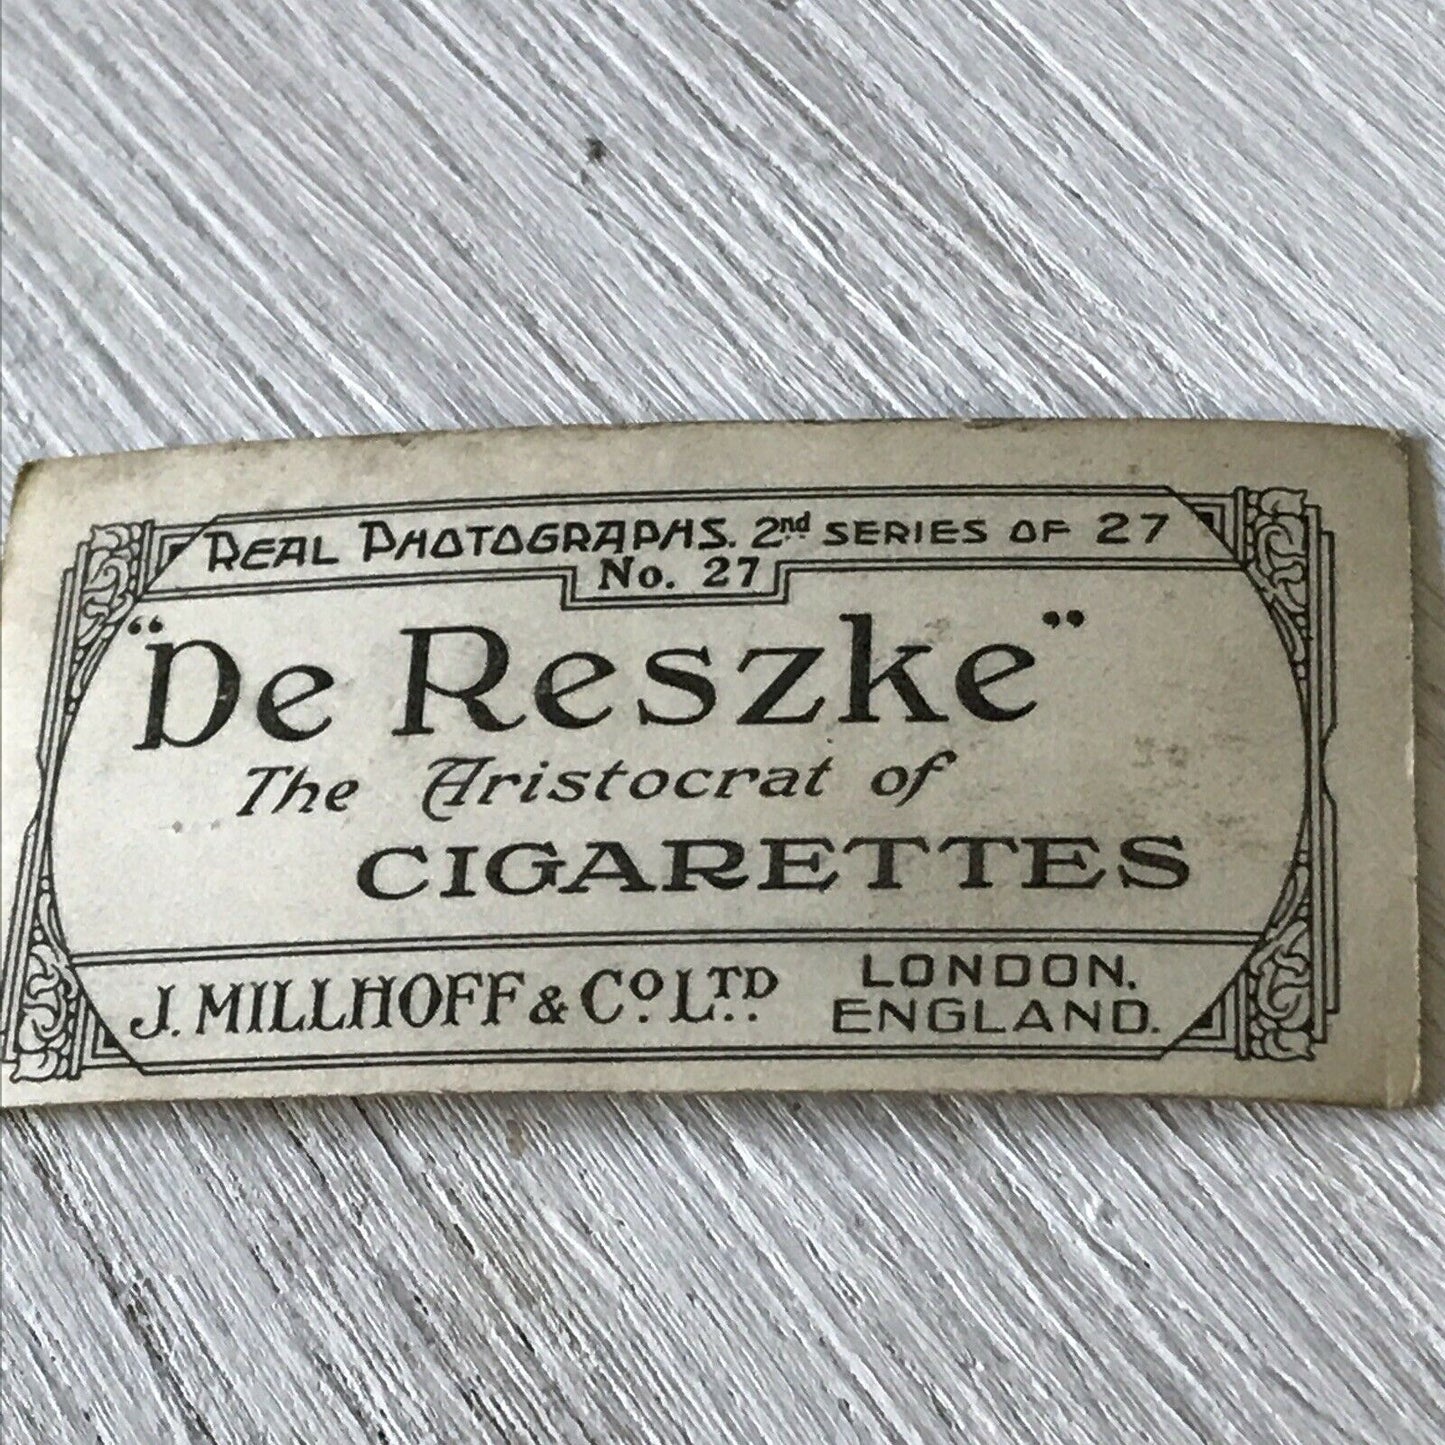 REAL PHOTOGRAPHS. 2nd SERIES OF 27
No. 27
"De Reszke"
The Aristocrat of
CIGARETTES
J. MILLHOFF & Co. LTD. LONDON.
ENGLAND.